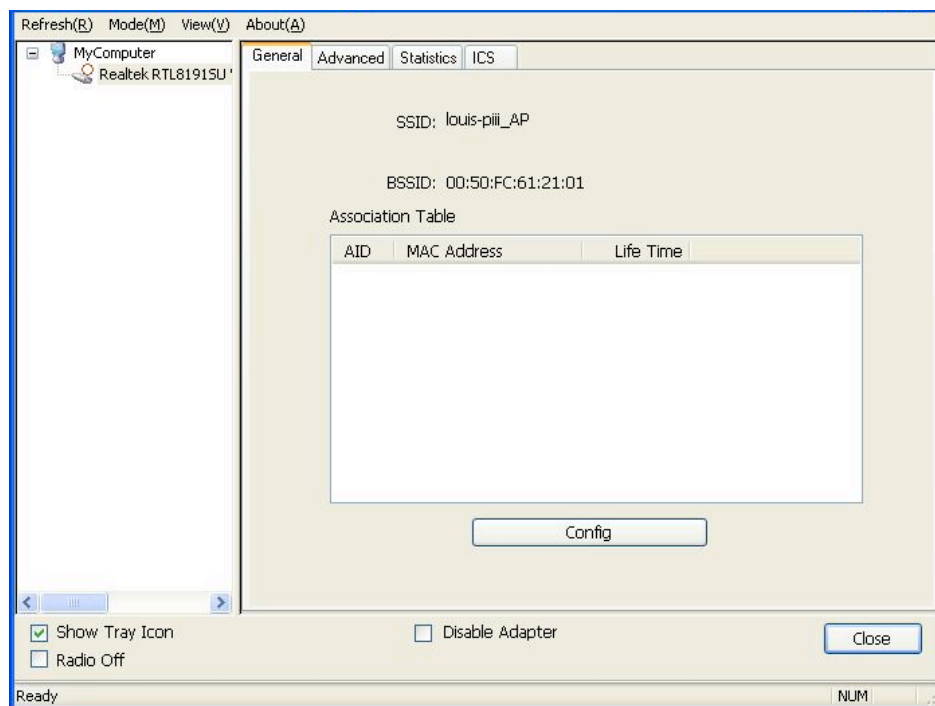 Refresh(R) Mode(M) View(V) About(A)
MyComputer
Realtek RTL8191SU
General Advanced Statistics ICS
SSID: louis-piii_AP
BSSID: 00:50:FC:61:21:01
Association Table
AID MAC Address Life Time
Config
Show Tray Icon
Disable Adapter
Close
Radio Off
Ready
NUM